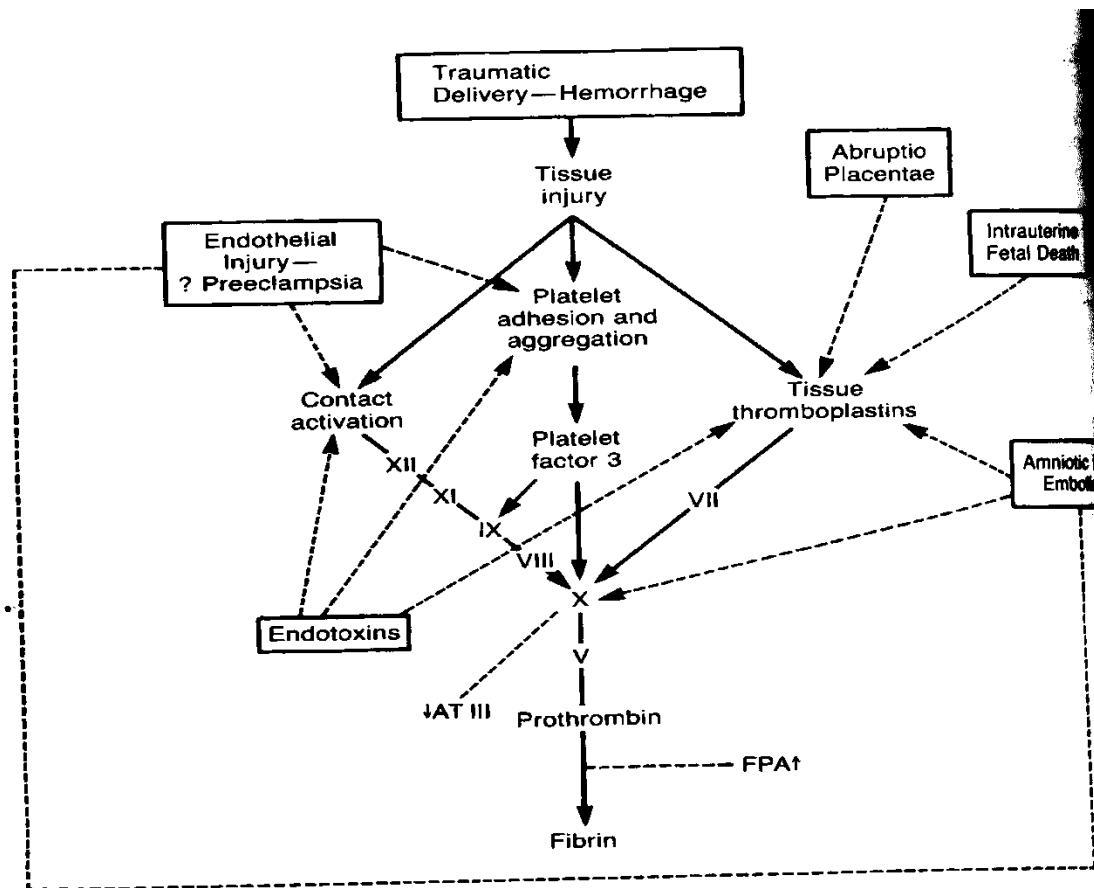 Traumatic
Delivery—Hemorrhage
Tissue
injury
Abruptio
Placentae
Intrauterine
Fetal Death
Endothelial
Injury—
? Preeclampsia
Platelet
adhesion and
aggregation
Contact
activation
Tissue
thromboplastins
Platelet
factor 3
Amniotic
XII
XI
IX
VIII
VII
X
Endotoxins
V
↓AT III
Prothrombin
FPA↑
Fibrin